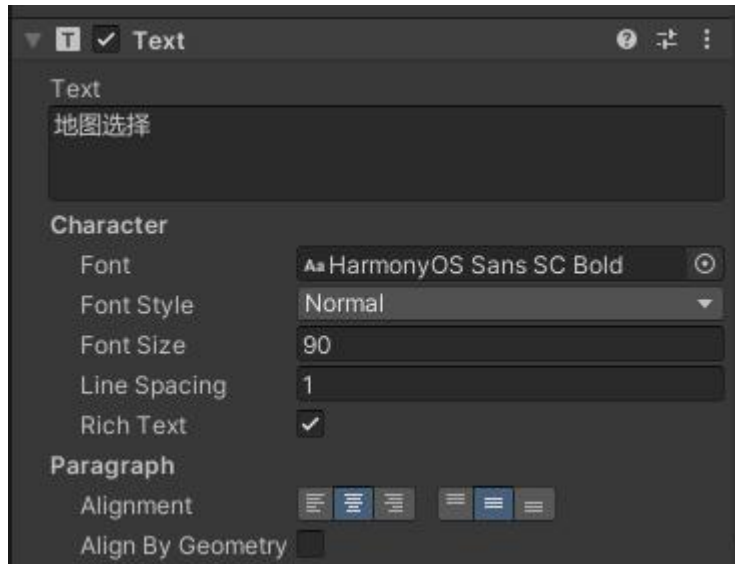 Text
Text
地图选择
Character
Font Aa HarmonyOS Sans SC Bold
Font Style Normal
Font Size 90
Line Spacing 1
Rich Text
Paragraph
Alignment
Align By Geometry